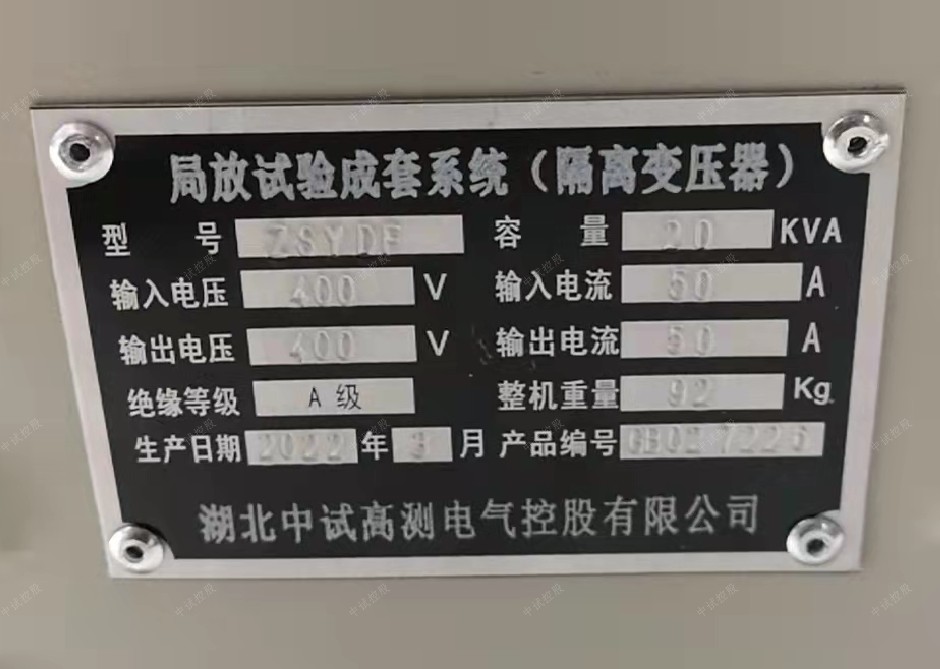 局放试验成套系统（隔离变压器）
型 号 ZSYDF 容 量 20 KVA
输入电压 400 V 输入电流 50 A
输出电压 400 V 输出电流 50 A
绝缘等级 A 级 整机重量 92 Kg
生产日期 2022 年 3 月 产品编号
湖北中试高测电气控股有限公司
中试控股